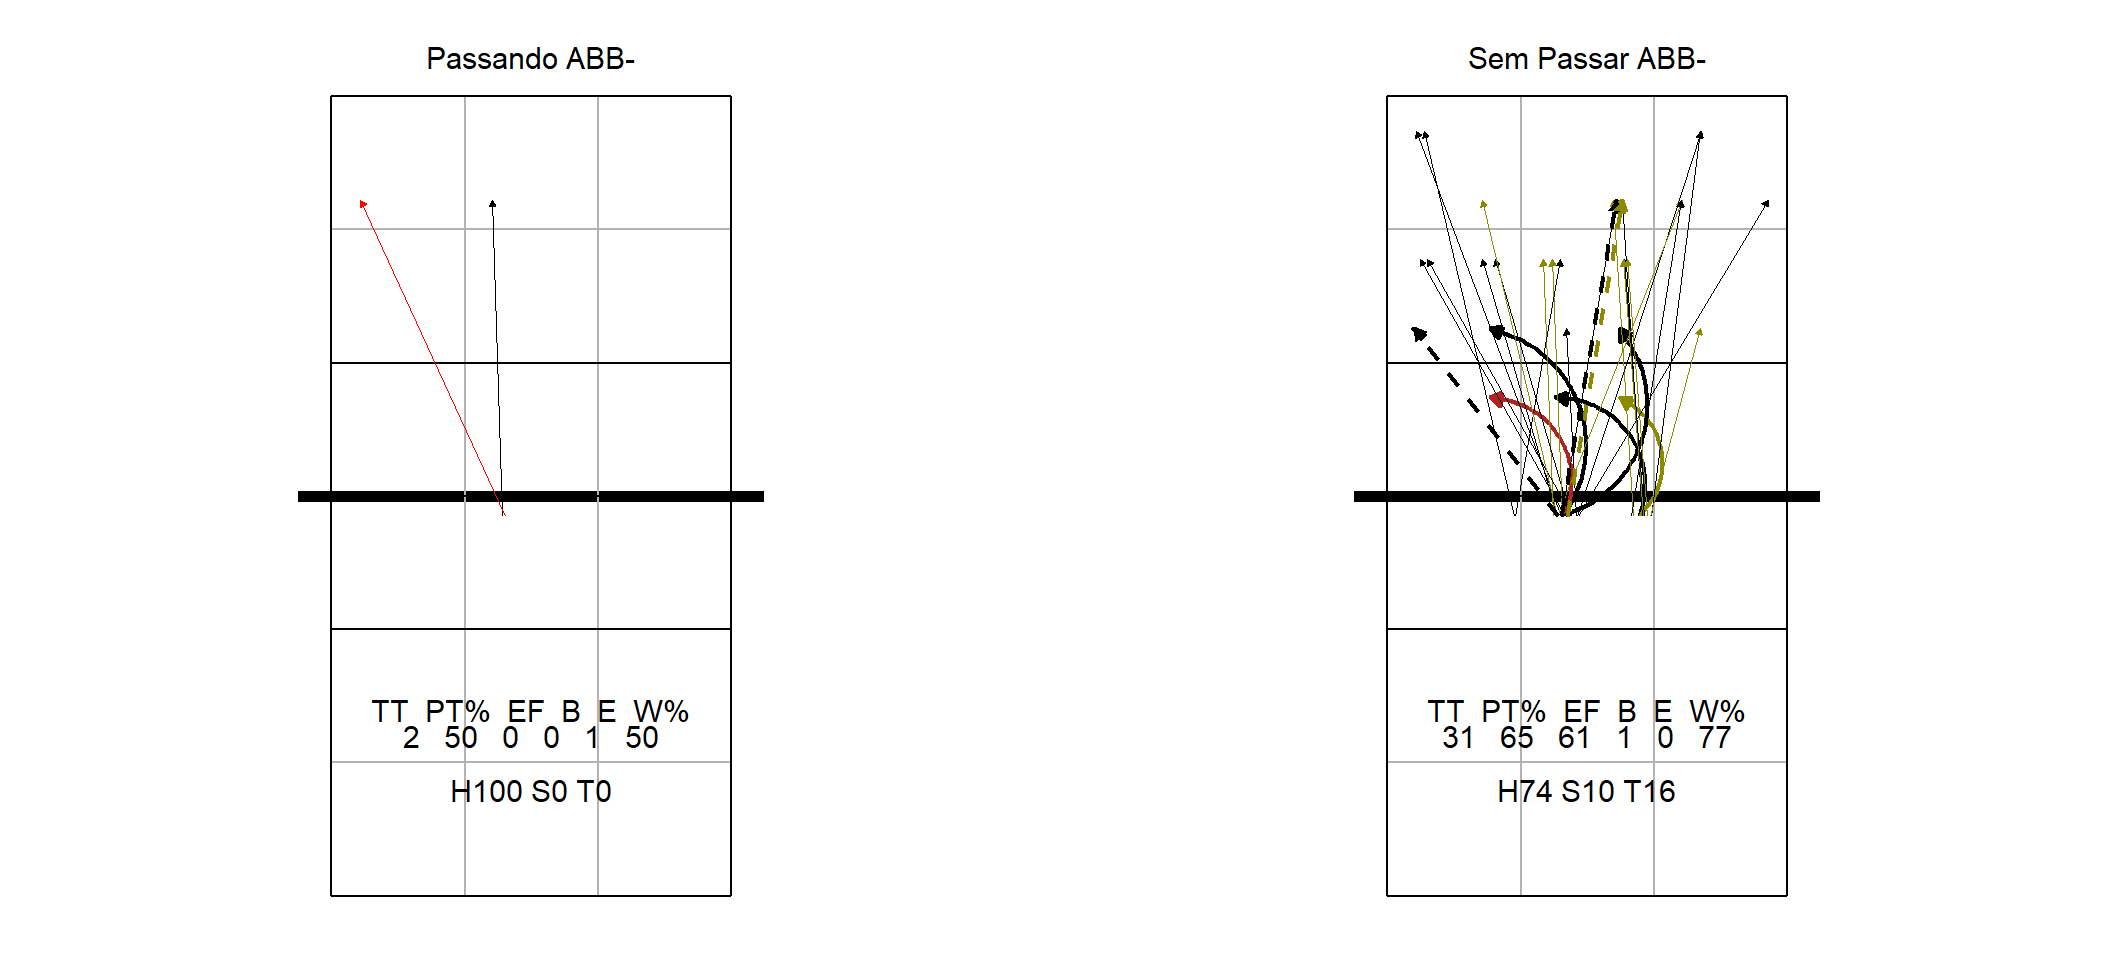 Passando ABB-
TT PT% EF B E W%
2 50 0 0 1 50
H100 S0 T0
Sem Passar ABB-
TT PT% EF B E W%
31 65 61 1 0 77
H74 S10 T16